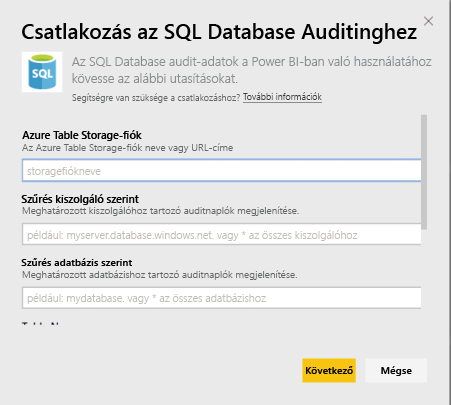 Csatlakozás az SQL Database Auditinghez
SQL
Az SQL Database audit-adatok a Power BI-ban való használatához
kövesse az alábbi utasításokat.
Segítségre van szüksége a csatlakozáshoz? További információk
Azure Table Storage-fiók
Az Azure Table Storage-fiók neve vagy URL-címe
storagefiókneve
Szűrés kiszolgáló szerint
Meghatározott kiszolgálóhoz tartozó auditnaplók megjelenítése.
például: myserver.database.windows.net. vagy * az összes kiszolgálóhoz
Szűrés adatbázis szerint
Meghatározott adatbázishoz tartozó auditnaplók megjelenítése.
például: mydatabase. vagy * az összes adatbázishoz
Következő
Mégse